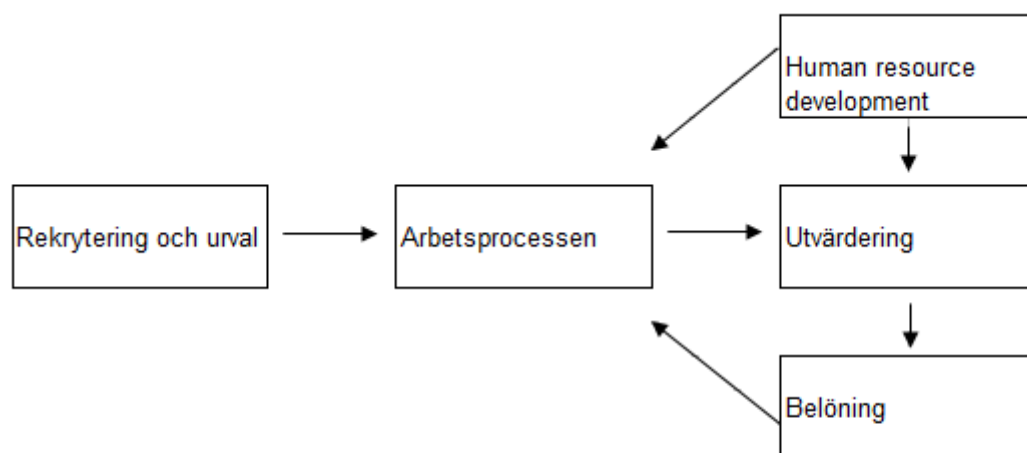 Human resource
development
Rekrytering och urval
Arbetsprocessen
Utvärdering
Belöning